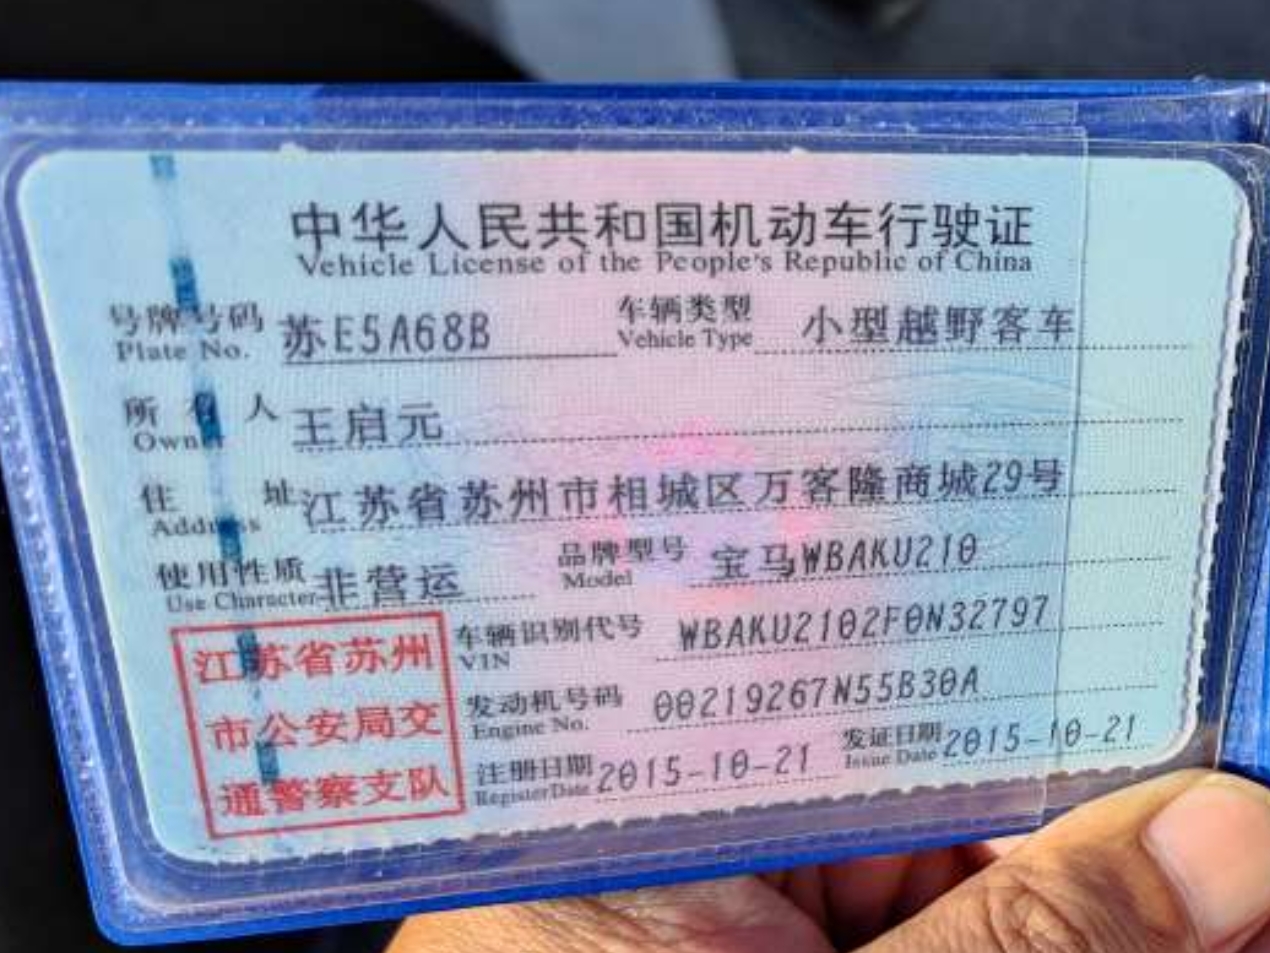 中华人民共和国机动车行驶证
Vehicle License of the People's Republic of China
号牌号码 苏E5A68B 车辆类型 小型越野客车
Plate No. Vehicle Type
所有人 王启元
Owner
住址 江苏省苏州市相城区万客隆商城29号
Address
使用性质 非营运 品牌型号 宝马WBAKU210
Use Character Model
江苏省苏州
市公安局交
通警察支队
车辆识别代号 WBAKU2102F0N32797
VIN
发动机号码 00219267N55B30A
Engine No.
注册日期 2015-10-21 发证日期 2015-10-21
Register Date Issue Date